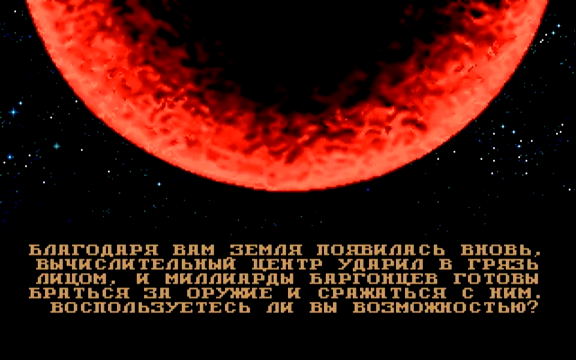 БЛАГОДАРЯ ВАМ ЗЕМЛЯ ПОЯВИЛАСЬ ВНОВЬ,
ВЫЧИСЛИТЕЛЬНЫЙ ЦЕНТР УДАРИЛ В ГРЯЗЬ
ЛИЦОМ, И МИЛЛИАРДЫ БАРГОНЦЕВ ГОТОВЫ
БРАТЬСЯ ЗА ОРУЖИЕ И СРАЖАТЬСЯ С НИМ.
ВОСПОЛЬЗУЕТЕСЬ ЛИ ВЫ ВОЗМОЖНОСТЬЮ?